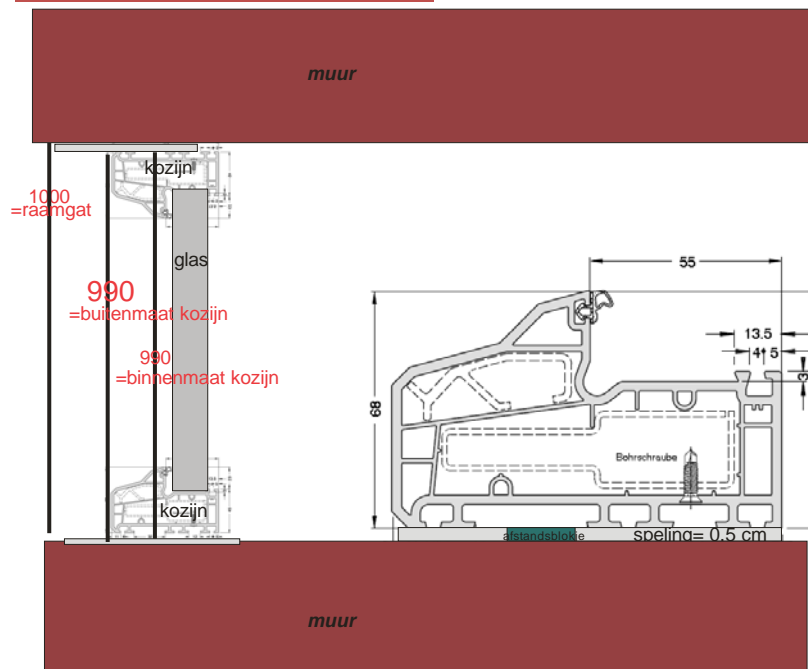 muur
kozijn
1000
=raamgat
glas
990
=buitenmaat kozijn
990
=binnenmaat kozijn
55
13.5
4 5
3
68
Bohrschraube
kozijn
afstandsblokje
speling= 0.5 cm
muur